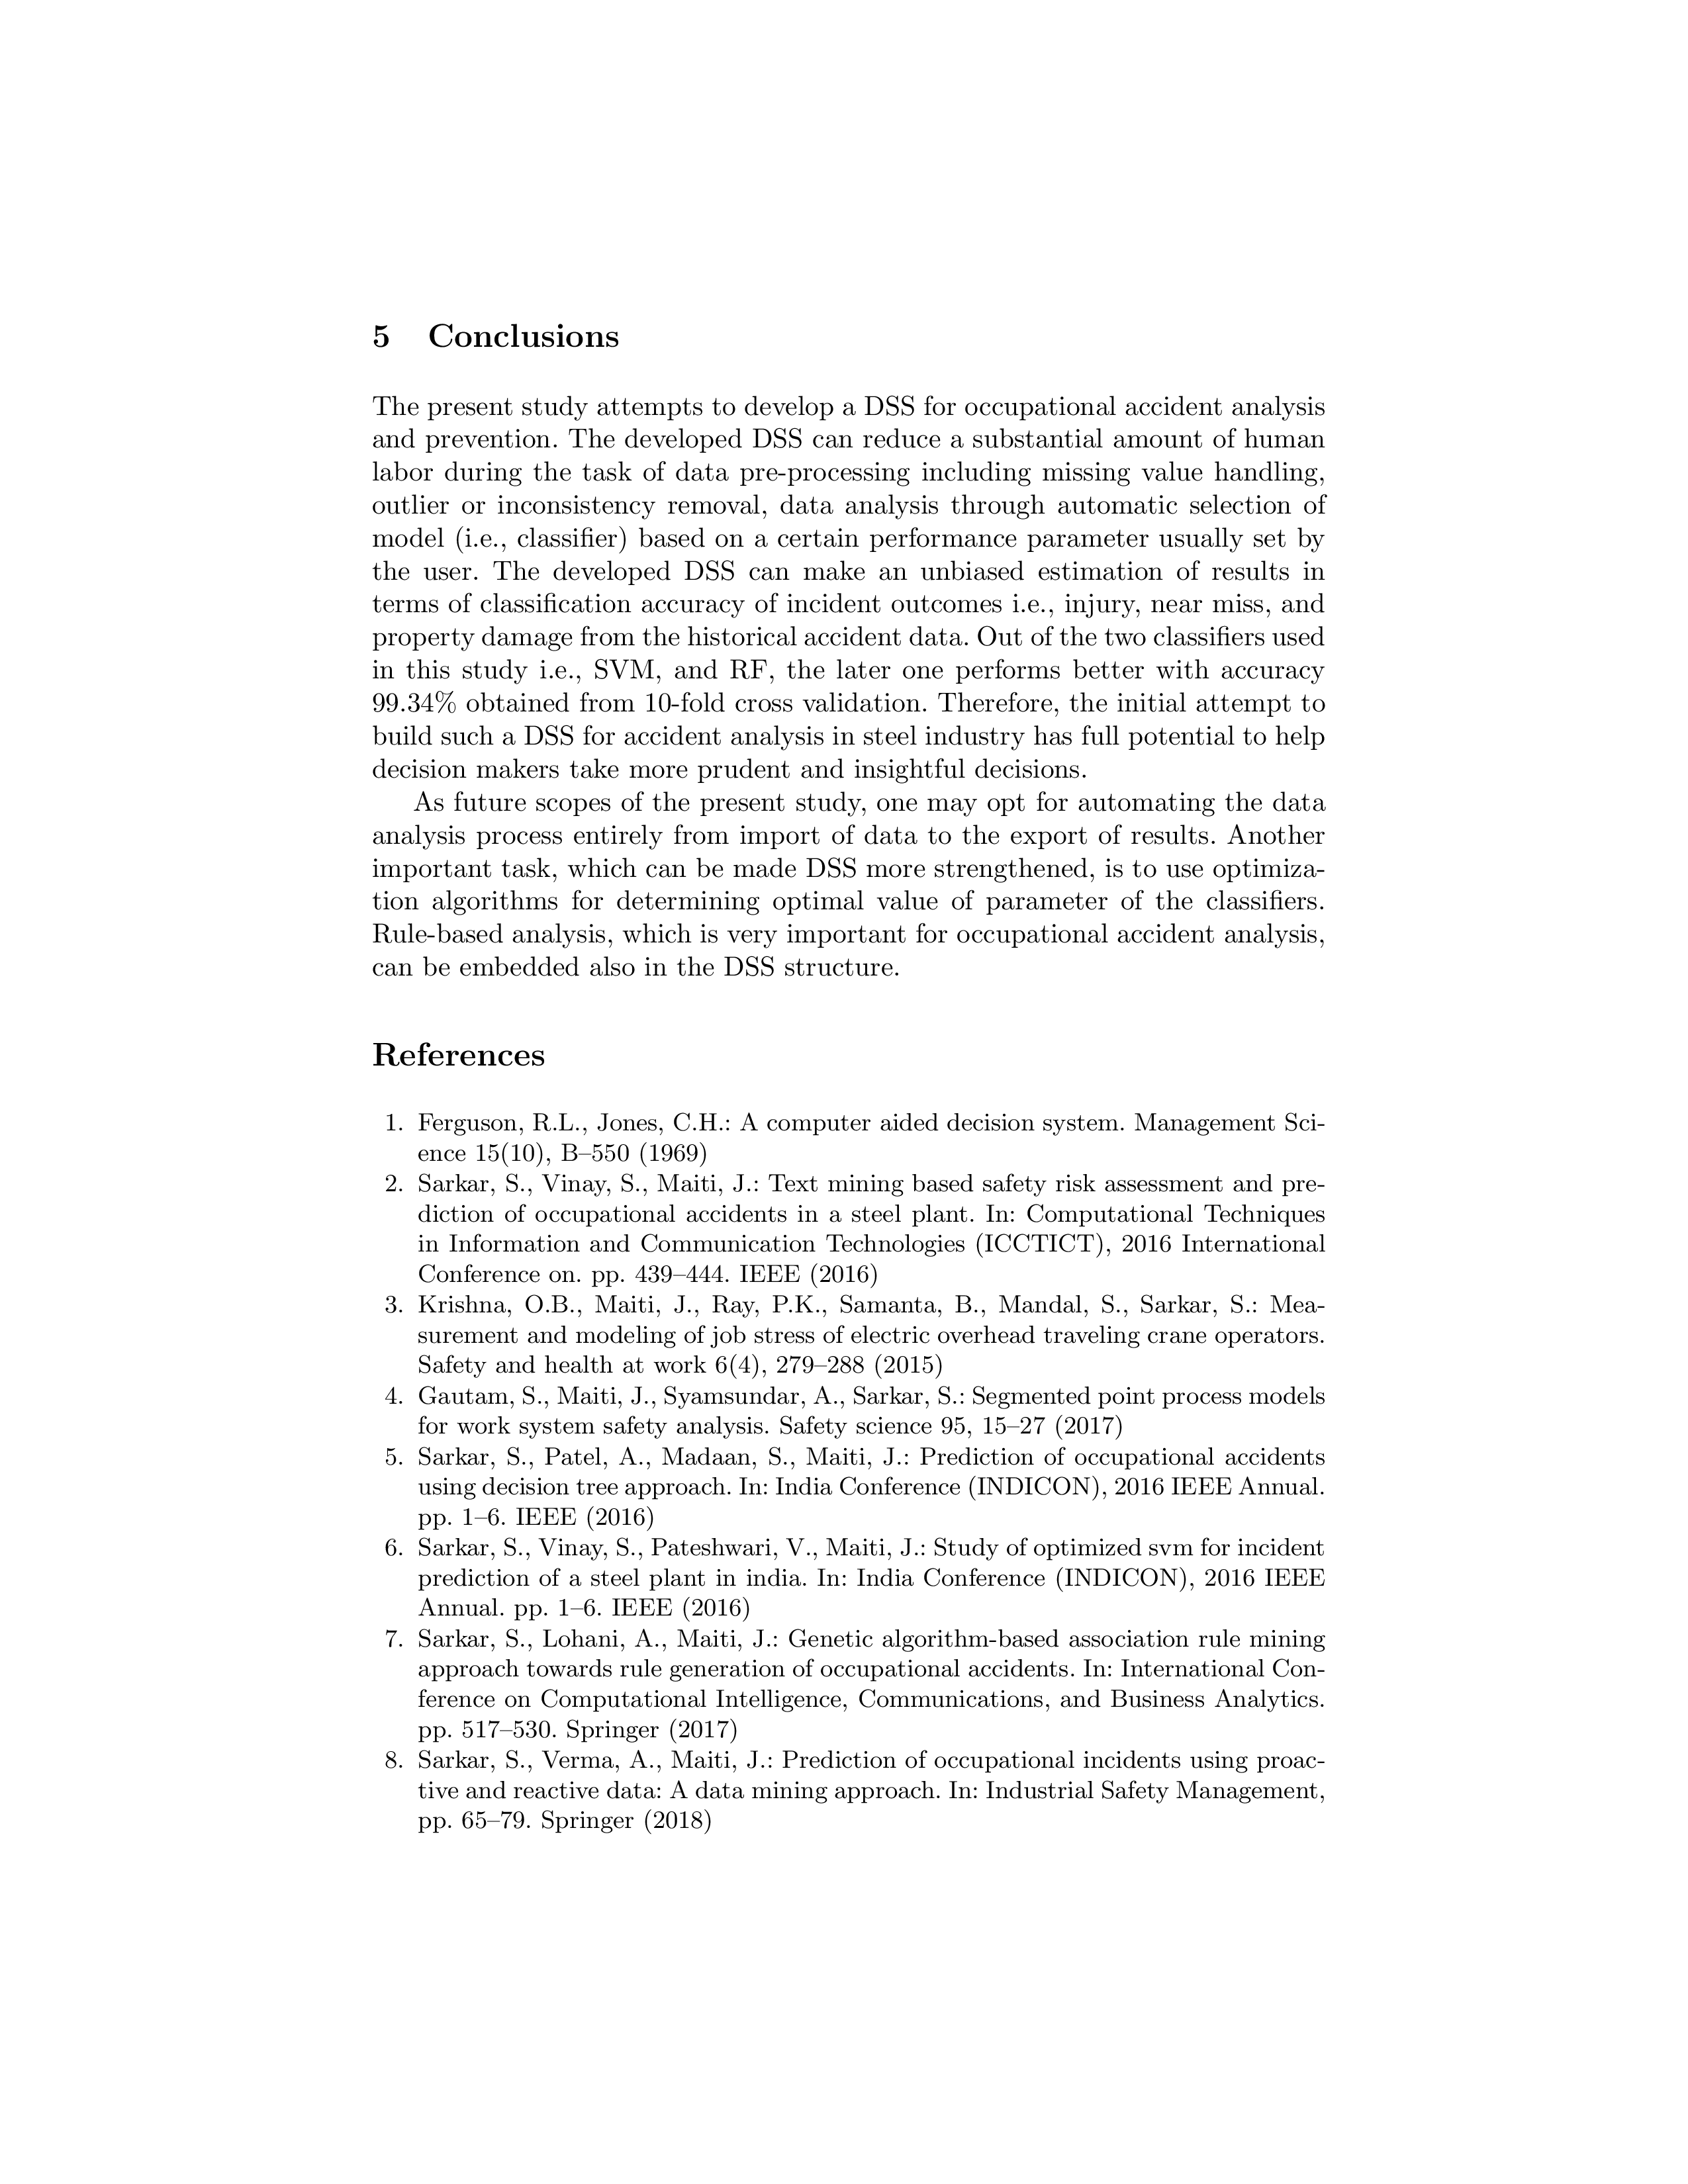 5 Conclusions
The present study attempts to develop a DSS for occupational accident analysis
and prevention. The developed DSS can reduce a substantial amount of human
labor during the task of data pre-processing including missing value handling,
outlier or inconsistency removal, data analysis through automatic selection of
model (i.e., classifier) based on a certain performance parameter usually set by
the user. The developed DSS can make an unbiased estimation of results in
terms of classification accuracy of incident outcomes i.e., injury, near miss, and
property damage from the historical accident data. Out of the two classifiers used
in this study i.e., SVM, and RF, the later one performs better with accuracy
99.34% obtained from 10-fold cross validation. Therefore, the initial attempt to
build such a DSS for accident analysis in steel industry has full potential to help
decision makers take more prudent and insightful decisions.
As future scopes of the present study, one may opt for automating the data
analysis process entirely from import of data to the export of results. Another
important task, which can be made DSS more strengthened, is to use optimiza-
tion algorithms for determining optimal value of parameter of the classifiers.
Rule-based analysis, which is very important for occupational accident analysis,
can be embedded also in the DSS structure.
References
1. Ferguson, R.L., Jones, C.H.: A computer aided decision system. Management Sci-
ence 15(10), B–550 (1969)
2. Sarkar, S., Vinay, S., Maiti, J.: Text mining based safety risk assessment and pre-
diction of occupational accidents in a steel plant. In: Computational Techniques
in Information and Communication Technologies (ICCTICT), 2016 International
Conference on. pp. 439–444. IEEE (2016)
3. Krishna, O.B., Maiti, J., Ray, P.K., Samanta, B., Mandal, S., Sarkar, S.: Mea-
surement and modeling of job stress of electric overhead traveling crane operators.
Safety and health at work 6(4), 279–288 (2015)
4. Gautam, S., Maiti, J., Syamsundar, A., Sarkar, S.: Segmented point process models
for work system safety analysis. Safety science 95, 15–27 (2017)
5. Sarkar, S., Patel, A., Madaan, S., Maiti, J.: Prediction of occupational accidents
using decision tree approach. In: India Conference (INDICON), 2016 IEEE Annual.
pp. 1–6. IEEE (2016)
6. Sarkar, S., Vinay, S., Pateshwari, V., Maiti, J.: Study of optimized svm for incident
prediction of a steel plant in india. In: India Conference (INDICON), 2016 IEEE
Annual. pp. 1–6. IEEE (2016)
7. Sarkar, S., Lohani, A., Maiti, J.: Genetic algorithm-based association rule mining
approach towards rule generation of occupational accidents. In: International Con-
ference on Computational Intelligence, Communications, and Business Analytics.
pp. 517–530. Springer (2017)
8. Sarkar, S., Verma, A., Maiti, J.: Prediction of occupational incidents using proac-
tive and reactive data: A data mining approach. In: Industrial Safety Management,
pp. 65–79. Springer (2018)